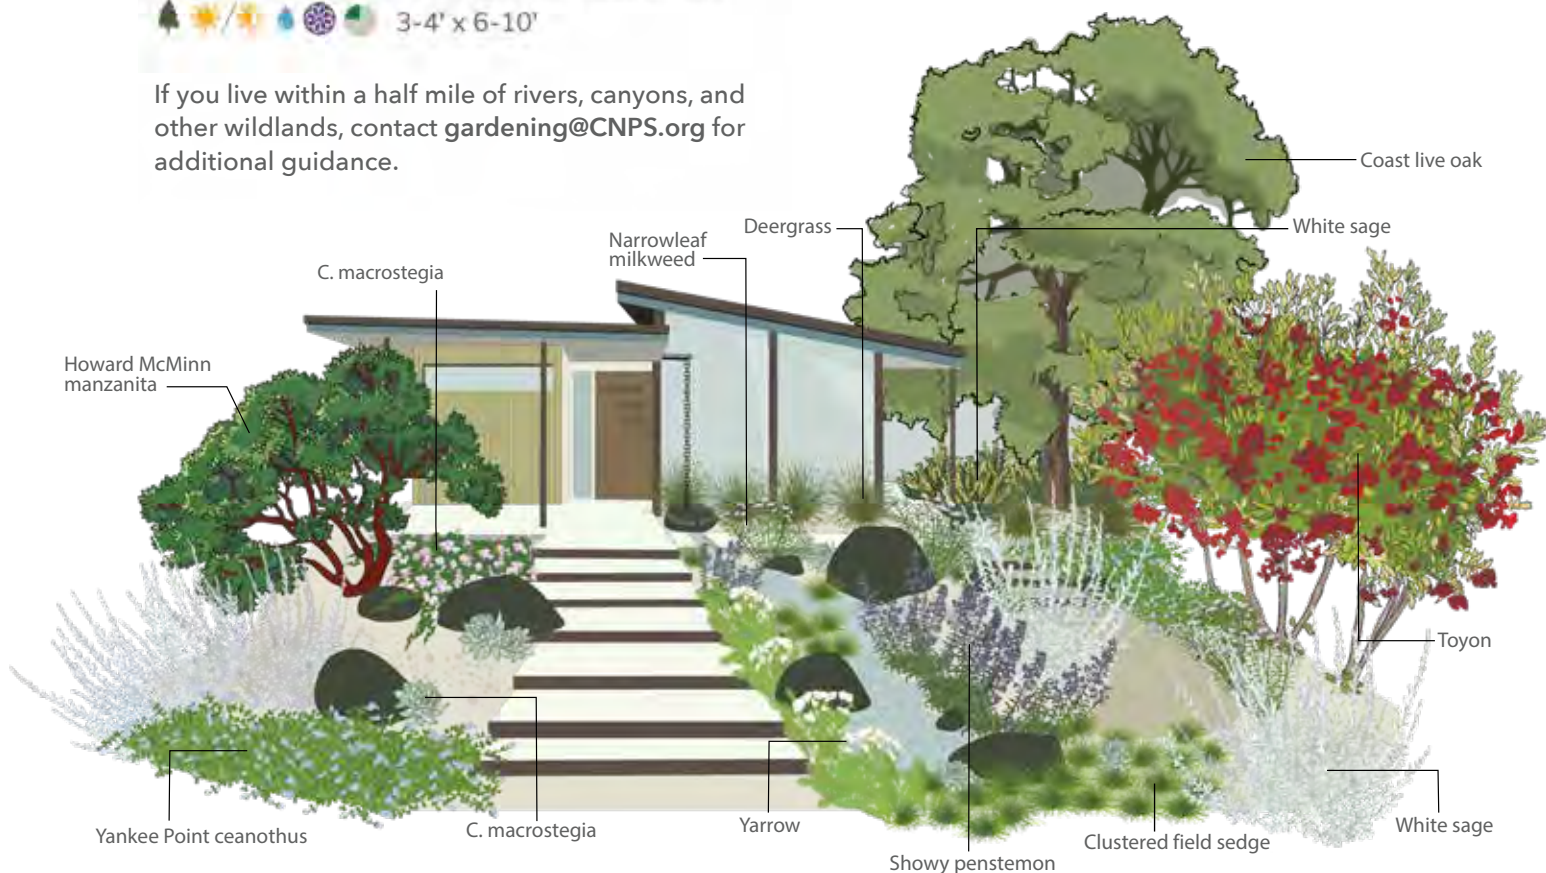 3-4' x 6-10'
If you live within a half mile of rivers, canyons, and
other wildlands, contact gardening@CNPS.org for
additional guidance.
Coast live oak
White sage
Deergrass
Narrowleaf
milkweed
C. macrostegia
Howard McMinn
manzanita
Toyon
White sage
Clustered field sedge
Showy penstemon
Yarrow
C. macrostegia
Yankee Point ceanothus